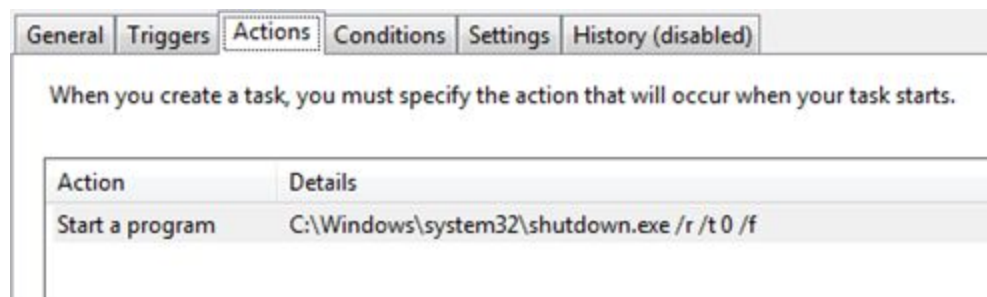 General Triggers Actions Conditions Settings History (disabled)
When you create a task, you must specify the action that will occur when your task starts.
Action Details
Start a program C:\Windows\system32\shutdown.exe /r /t 0 /f